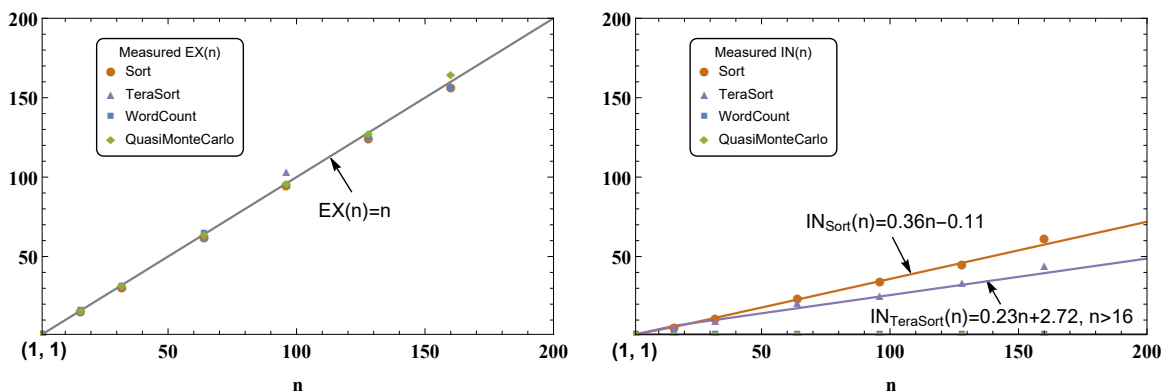 200
150
100
50
(1, 1)
50
100
150
200
n
Measured EX(n)
Sort
TeraSort
WordCount
QuasiMonteCarlo
EX(n)=n
200
150
100
50
(1, 1)
50
100
150
200
n
Measured IN(n)
Sort
TeraSort
WordCount
QuasiMonteCarlo
IN_Sort(n)=0.36n−0.11
IN_TeraSort(n)=0.23n+2.72, n>16